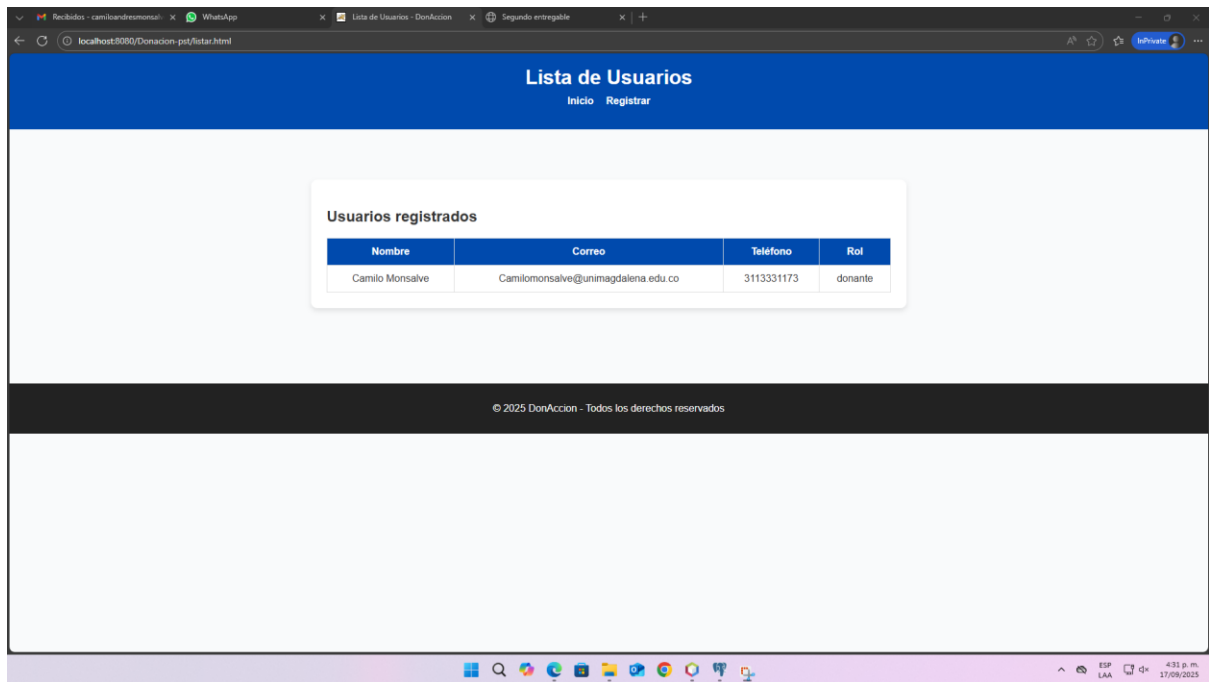 Recibidos - camiloandresmonsal
WhatsApp
Lista de Usuarios - DonAccion
Segundo entregable
localhost:8080/Donacion-pst/listar.html
InPrivate
Lista de Usuarios
Inicio Registrar
Usuarios registrados
Nombre Correo Teléfono Rol
Camilo Monsalve Camilomonsalve@unimagdalena.edu.co 3113331173 donante
© 2025 DonAccion - Todos los derechos reservados
ESP
LAA
4:31 p. m.
17/09/2025